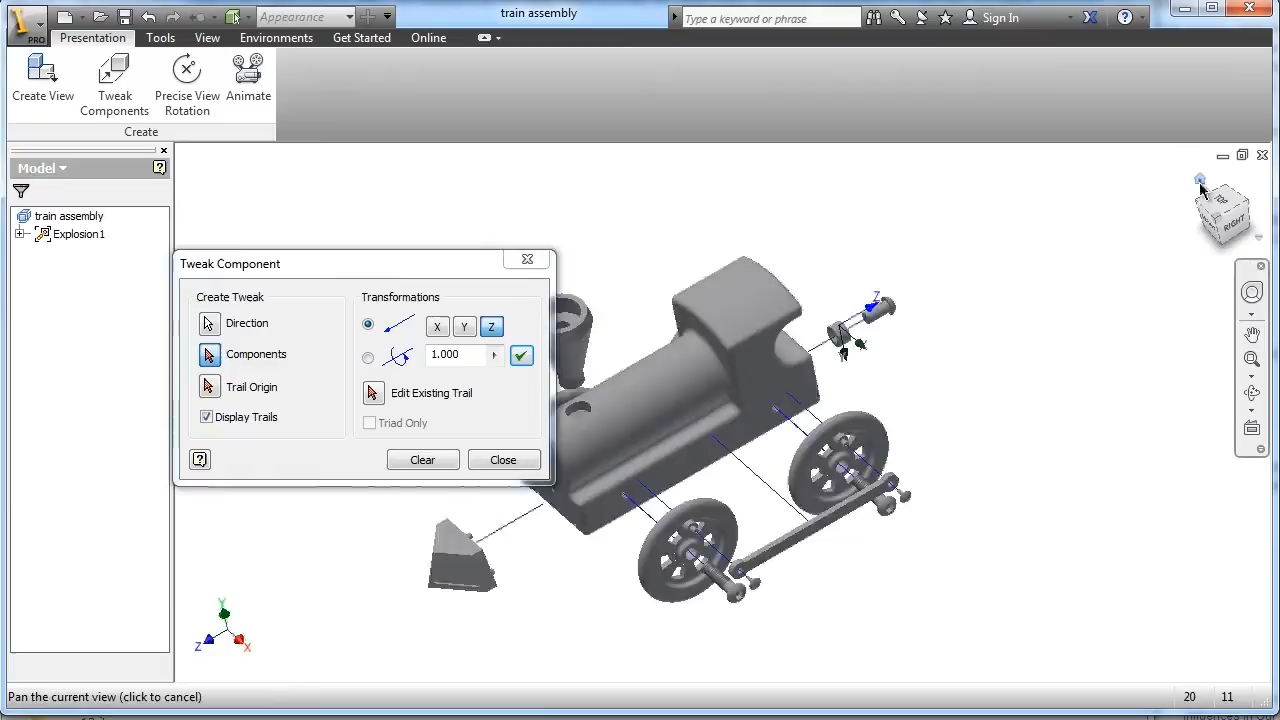 Appearance
train assembly
Type a keyword or phrase
Sign In
PRO
Presentation
Tools
View
Environments
Get Started
Online
Create View
Tweak Components
Precise View Rotation
Animate
Create
Model
train assembly
Explosion1
RIGHT
Tweak Component
Create Tweak
Transformations
Direction
X Y Z
Components
1.000
Trail Origin
Edit Existing Trail
Display Trails
Triad Only
Clear
Close
Z
Y
Z
X
Pan the current view (click to cancel)
20
11